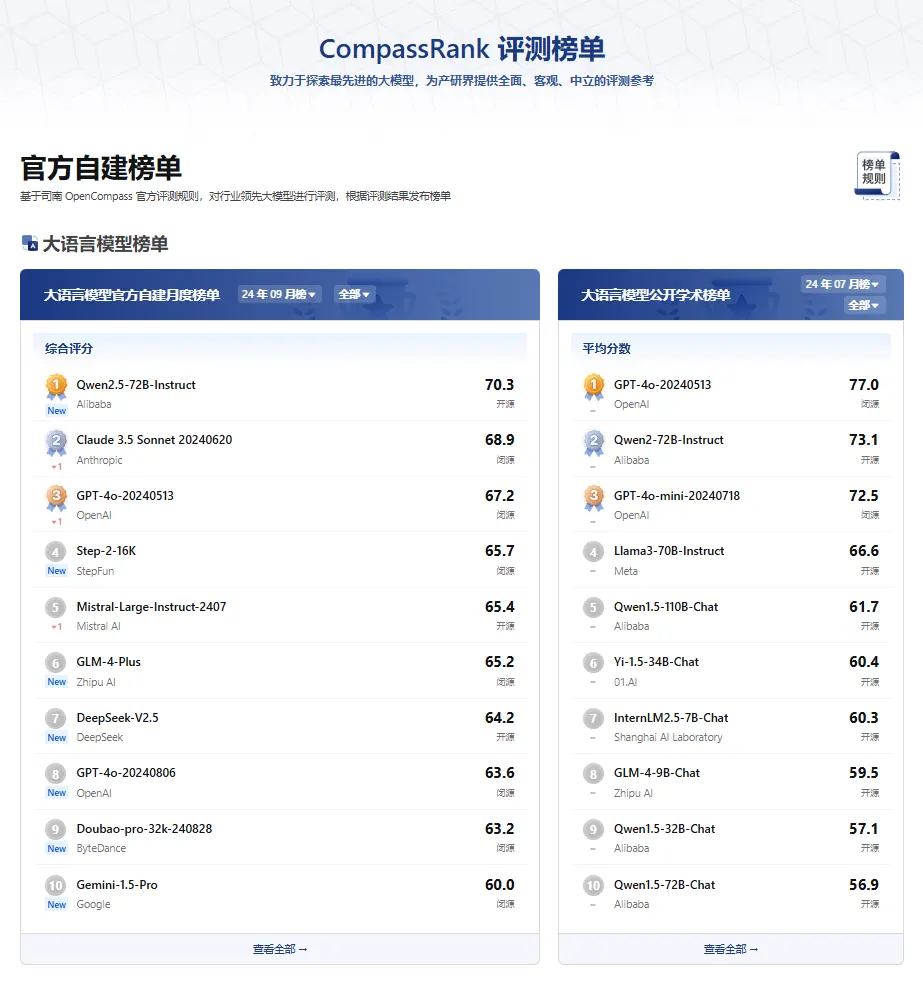 CompassRank 评测榜单
致力于探索最先进的大模型，为产研界提供全面、客观、中立的评测参考
官方自建榜单
基于司南 OpenCompass 官方评测规则，对行业领先大模型进行评测，根据评测结果发布榜单
榜单
规则
A 大语言模型榜单
大语言模型官方自建月度榜单 24 年 09 月榜▾ 全部▾
综合评分
1 Qwen2.5-72B-Instruct 70.3
New Alibaba 开源
2 Claude 3.5 Sonnet 20240620 68.9
▾1 Anthropic 闭源
3 GPT-4o-20240513 67.2
▾1 OpenAI 闭源
4 Step-2-16K 65.7
New StepFun 闭源
5 Mistral-Large-Instruct-2407 65.4
▾1 Mistral AI 开源
6 GLM-4-Plus 65.2
New Zhipu AI 闭源
7 DeepSeek-V2.5 64.2
New DeepSeek 开源
8 GPT-4o-20240806 63.6
New OpenAI 闭源
9 Doubao-pro-32k-240828 63.2
New ByteDance 闭源
10 Gemini-1.5-Pro 60.0
New Google 闭源
查看全部→
大语言模型公开学术榜单 24 年 07 月榜▾
全部▾
平均分数
1 GPT-4o-20240513 77.0
– OpenAI 闭源
2 Qwen2-72B-Instruct 73.1
– Alibaba 开源
3 GPT-4o-mini-20240718 72.5
– OpenAI 闭源
4 Llama3-70B-Instruct 66.6
– Meta 开源
5 Qwen1.5-110B-Chat 61.7
– Alibaba 开源
6 Yi-1.5-34B-Chat 60.4
– 01.AI 开源
7 InternLM2.5-7B-Chat 60.3
– Shanghai AI Laboratory 开源
8 GLM-4-9B-Chat 59.5
– Zhipu AI 开源
9 Qwen1.5-32B-Chat 57.1
– Alibaba 开源
10 Qwen1.5-72B-Chat 56.9
– Alibaba 开源
查看全部→